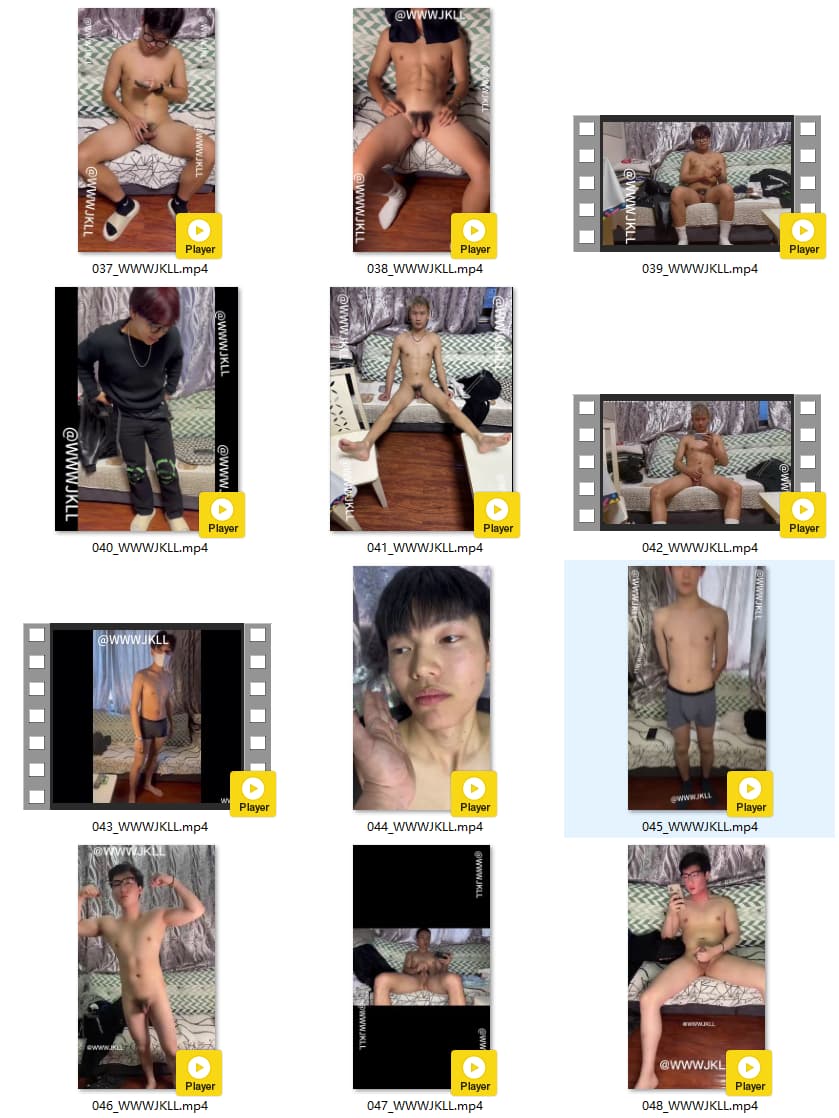 @WWWJKLL
@WWWJKLL
@WWWJKLL
Player
037_WWWJKLL.mp4
@WWWJKLL
@WWWJKLL
Player
038_WWWJKLL.mp4
@WWWJKLL
Player
039_WWWJKLL.mp4
@WWWJKLL
@WWWJKLL
Player
040_WWWJKLL.mp4
@WWWJKLL
@WWWJKLL
Player
041_WWWJKLL.mp4
Player
042_WWWJKLL.mp4
@WWWJKLL
Player
043_WWWJKLL.mp4
Player
044_WWWJKLL.mp4
@WWWJKLL
@WWWJKLL
@WWWJKLL
Player
045_WWWJKLL.mp4
@WWWJKLL
@WWWJKLL
Player
046_WWWJKLL.mp4
@WWWJKLL
@WWWJKLL
Player
047_WWWJKLL.mp4
@WWWJKLL
@WWWJKL
Player
048_WWWJKLL.mp4